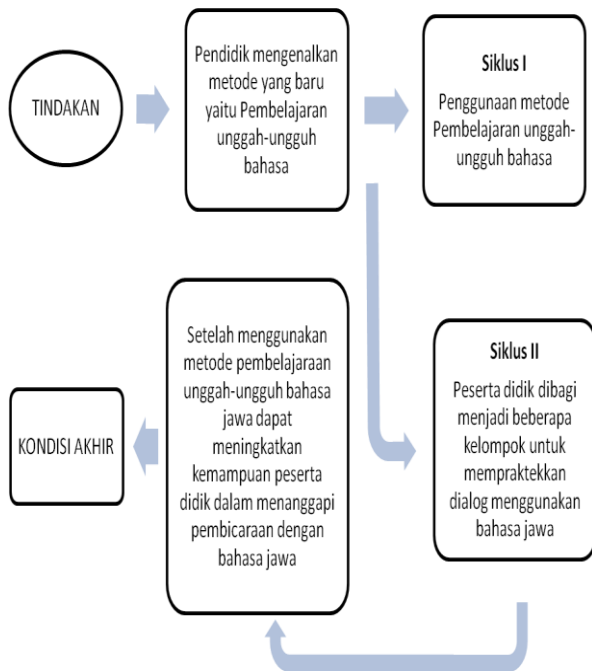 TINDAKAN
Pendidik mengenalkan
metode yang baru
yaitu Pembelajaran
unggah-ungguh
bahasa
Siklus I
Penggunaan metode
Pembelajaran unggah-
ungguh bahasa
Siklus II
Peserta didik dibagi
menjadi beberapa
kelompok untuk
mempraktekkan
dialog menggunakan
bahasa jawa
Setelah menggunakan
metode pembelajaraan
unggah-ungguh bahasa
jawa dapat
meningkatkan
kemampuan peserta
didik dalam menanggapi
pembicaraan dengan
bahasa jawa
KONDISI AKHIR